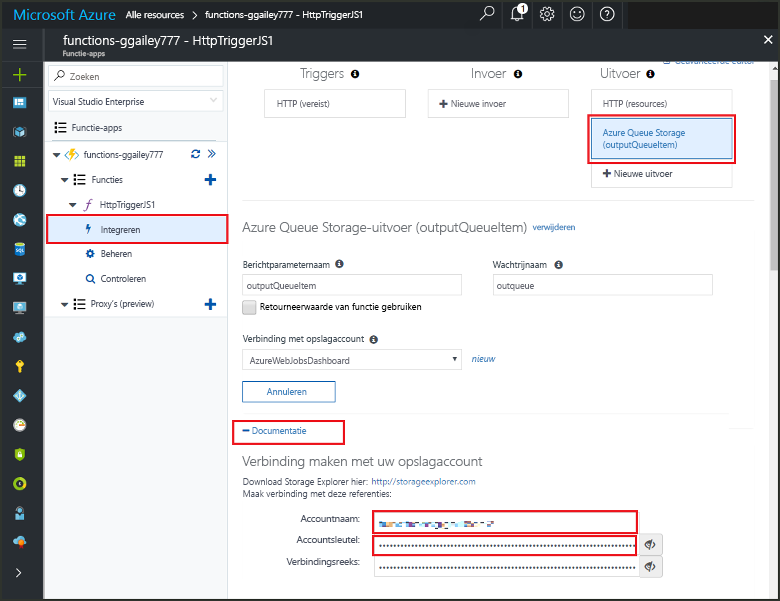 Microsoft Azure Alle resources > functions-ggailey777 - HttpTriggerJS1
1
functions-ggailey777 - HttpTriggerJS1
Functie-apps
Zoeken
Visual Studio Enterprise
Functie-apps
functions-ggailey777
Functies
HttpTriggerJS1
Integreren
Beheren
Controleren
Proxy's (preview)
Geavanceerde editor
Triggers
Invoer
Uitvoer
HTTP (vereist)
Nieuwe invoer
HTTP (resources)
Azure Queue Storage
(outputQueueItem)
Nieuwe uitvoer
Azure Queue Storage-uitvoer (outputQueueItem) verwijderen
Berichtparameternaam
Wachtrijnaam
outputQueueItem
outqueue
Retourneerwaarde van functie gebruiken
Verbinding met opslagaccount
AzureWebJobsDashboard
nieuw
Annuleren
Documentatie
Verbinding maken met uw opslagaccount
Download Storage Explorer hier: http://storageexplorer.com
Maak verbinding met deze referenties:
Accountnaam:
Accountsleutel:
Verbindingsreeks: